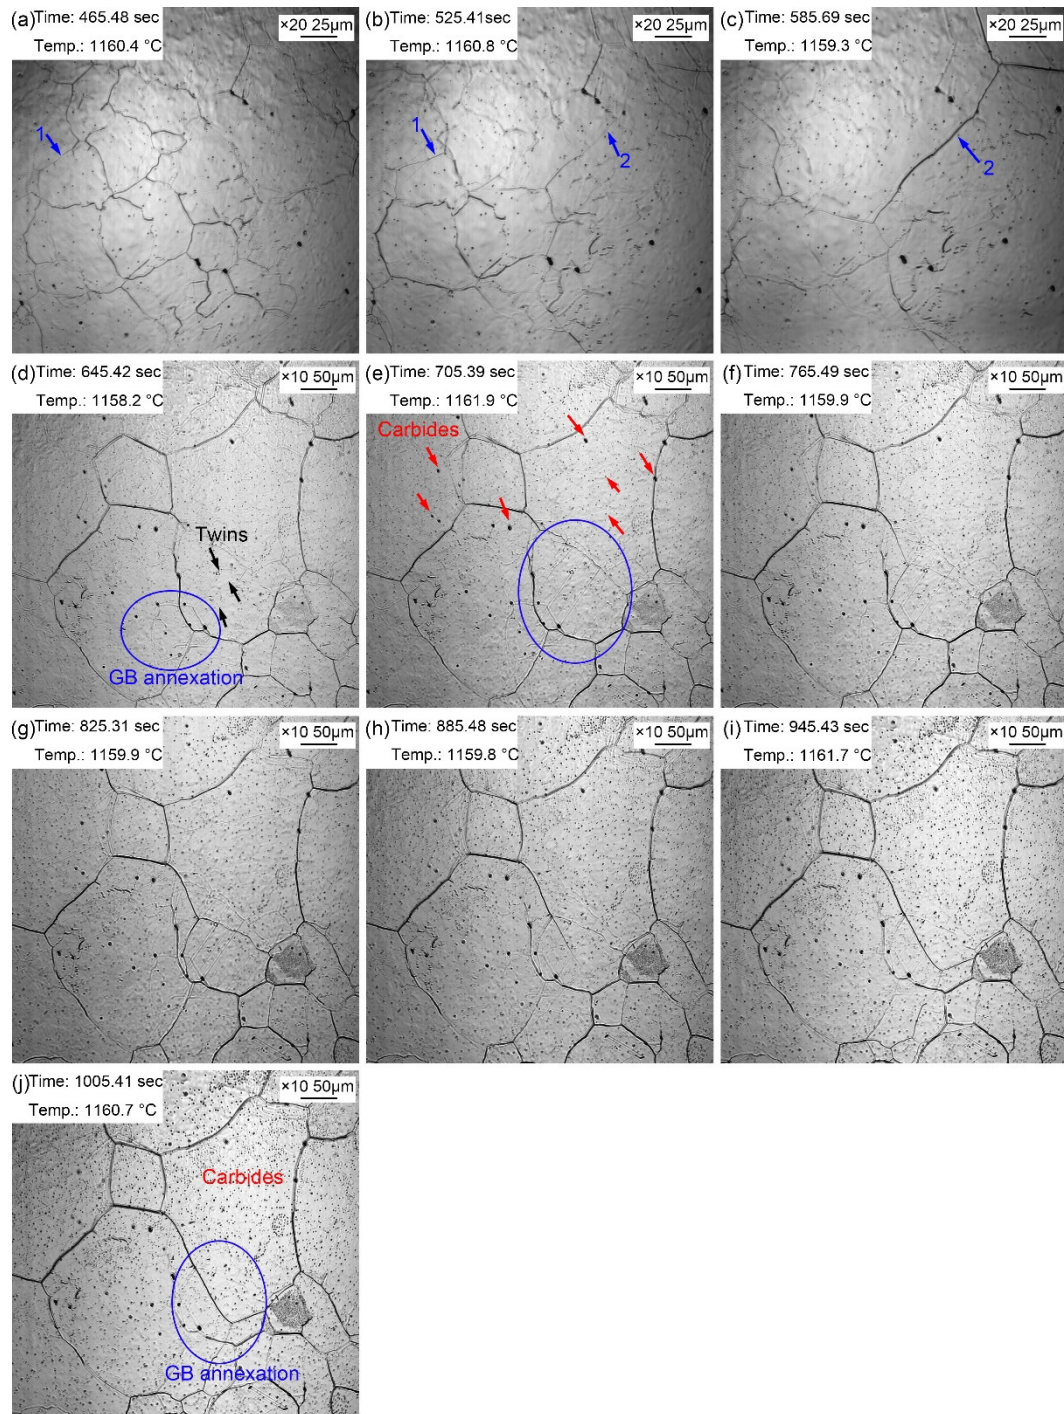 (a) Time: 465.48 sec
Temp.: 1160.4 °C
×20 25μm
1
(b) Time: 525.41sec
Temp.: 1160.8 °C
×20 25μm
1
2
(c) Time: 585.69 sec
Temp.: 1159.3 °C
×20 25μm
2
(d) Time: 645.42 sec
Temp.: 1158.2 °C
×10 50μm
Twins
GB annexation
(e) Time: 705.39 sec
Temp.: 1161.9 °C
×10 50μm
Carbides
(f) Time: 765.49 sec
Temp.: 1159.9 °C
×10 50μm
(g) Time: 825.31 sec
Temp.: 1159.9 °C
×10 50μm
(h) Time: 885.48 sec
Temp.: 1159.8 °C
×10 50μm
(i) Time: 945.43 sec
Temp.: 1161.7 °C
×10 50μm
(j) Time: 1005.41 sec
Temp.: 1160.7 °C
×10 50μm
Carbides
GB annexation